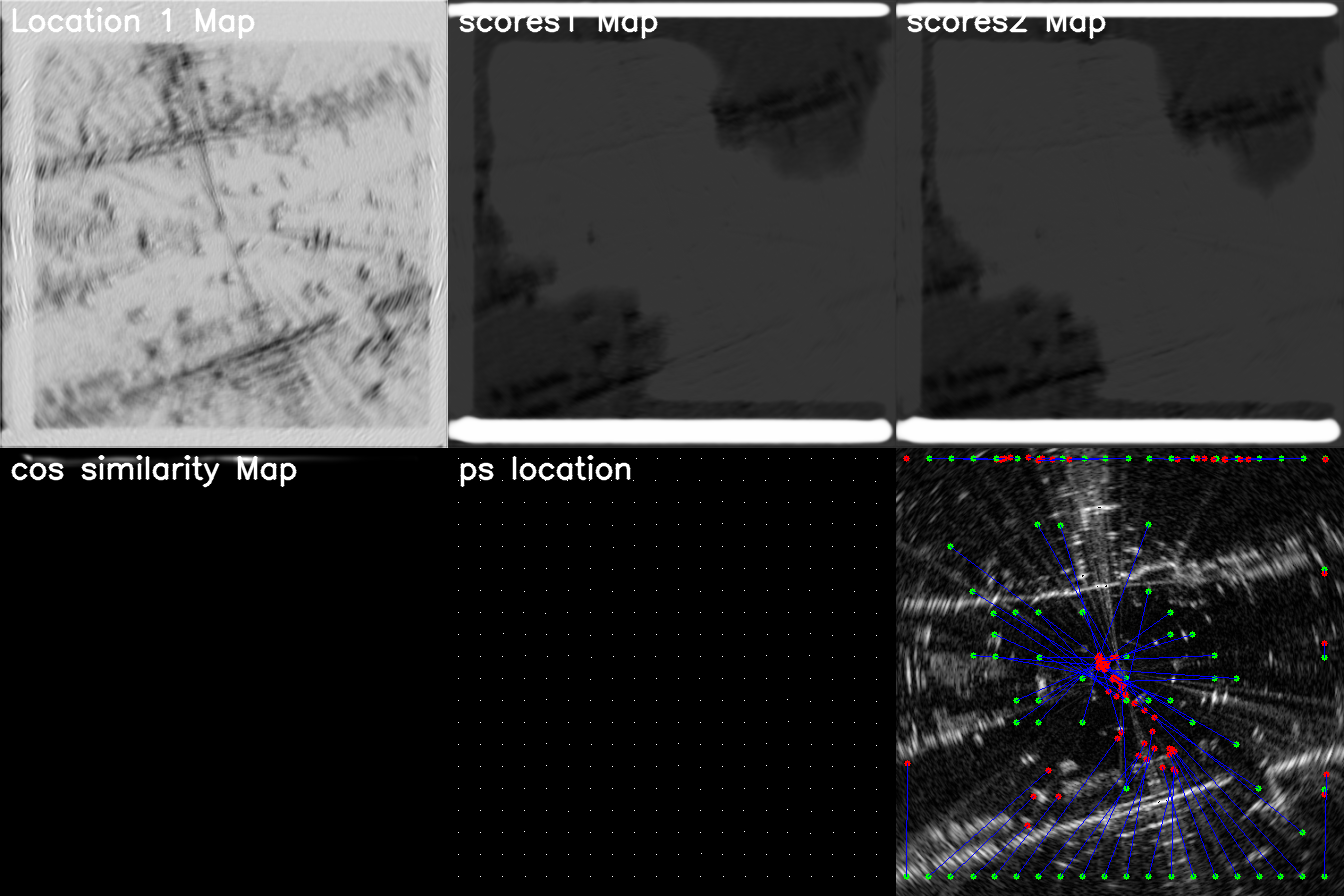 Location 1 Map
scores1 Map
scores2 Map
cos similarity Map
ps location